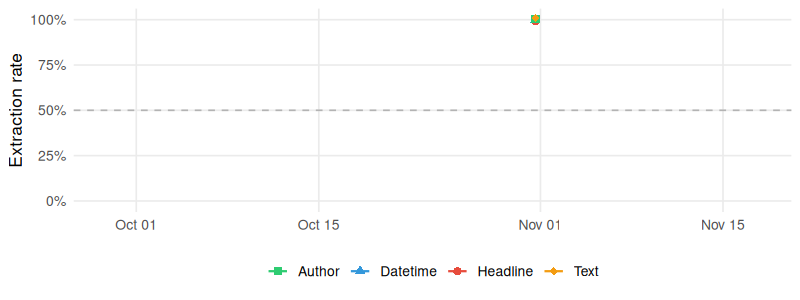 Extraction rate
100%
75%
50%
25%
0%
Oct 01 Oct 15 Nov 01 Nov 15
Author Datetime Headline Text